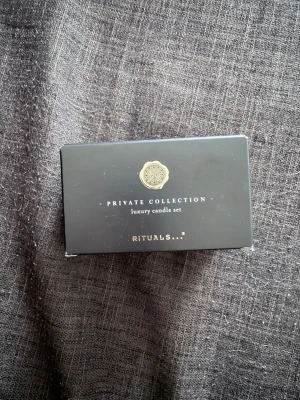 · PRIVATE COLLECTION ·
luxury candle set
RITUALS...®